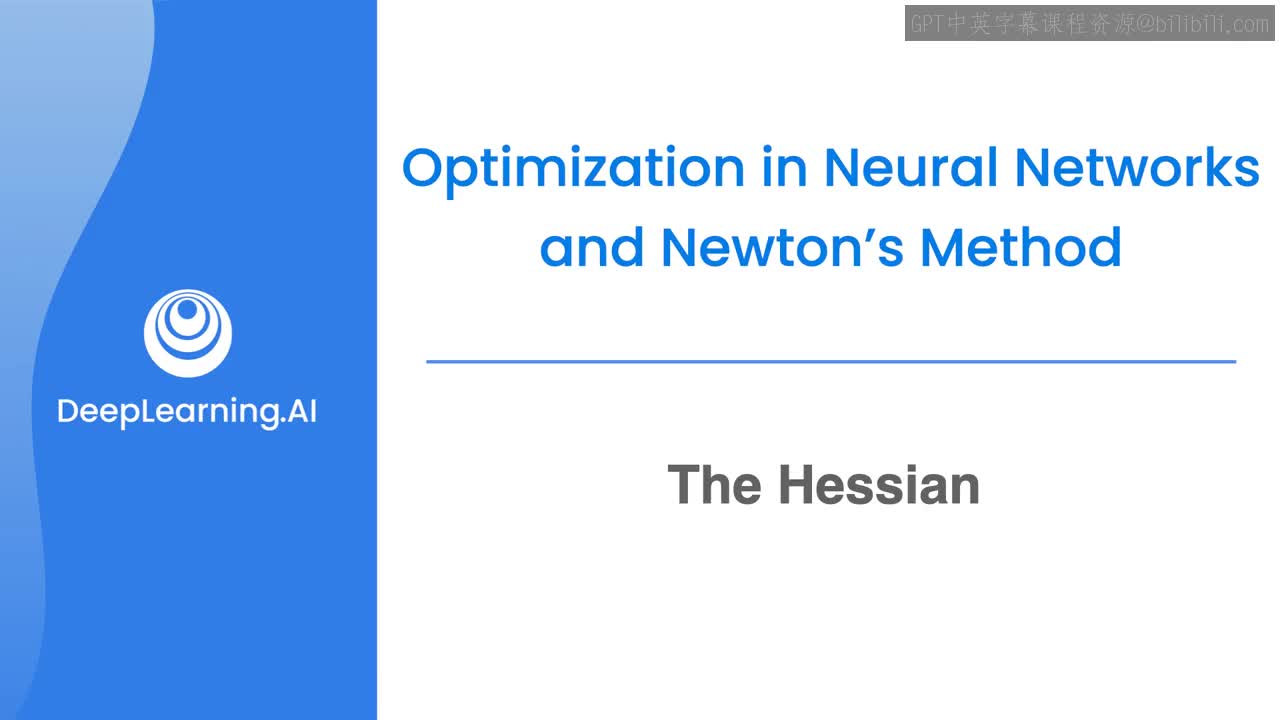 GPT中英字幕课程资源@bilibili.com
Optimization in Neural Networks
and Newton’s Method
DeepLearning.AI
The Hessian